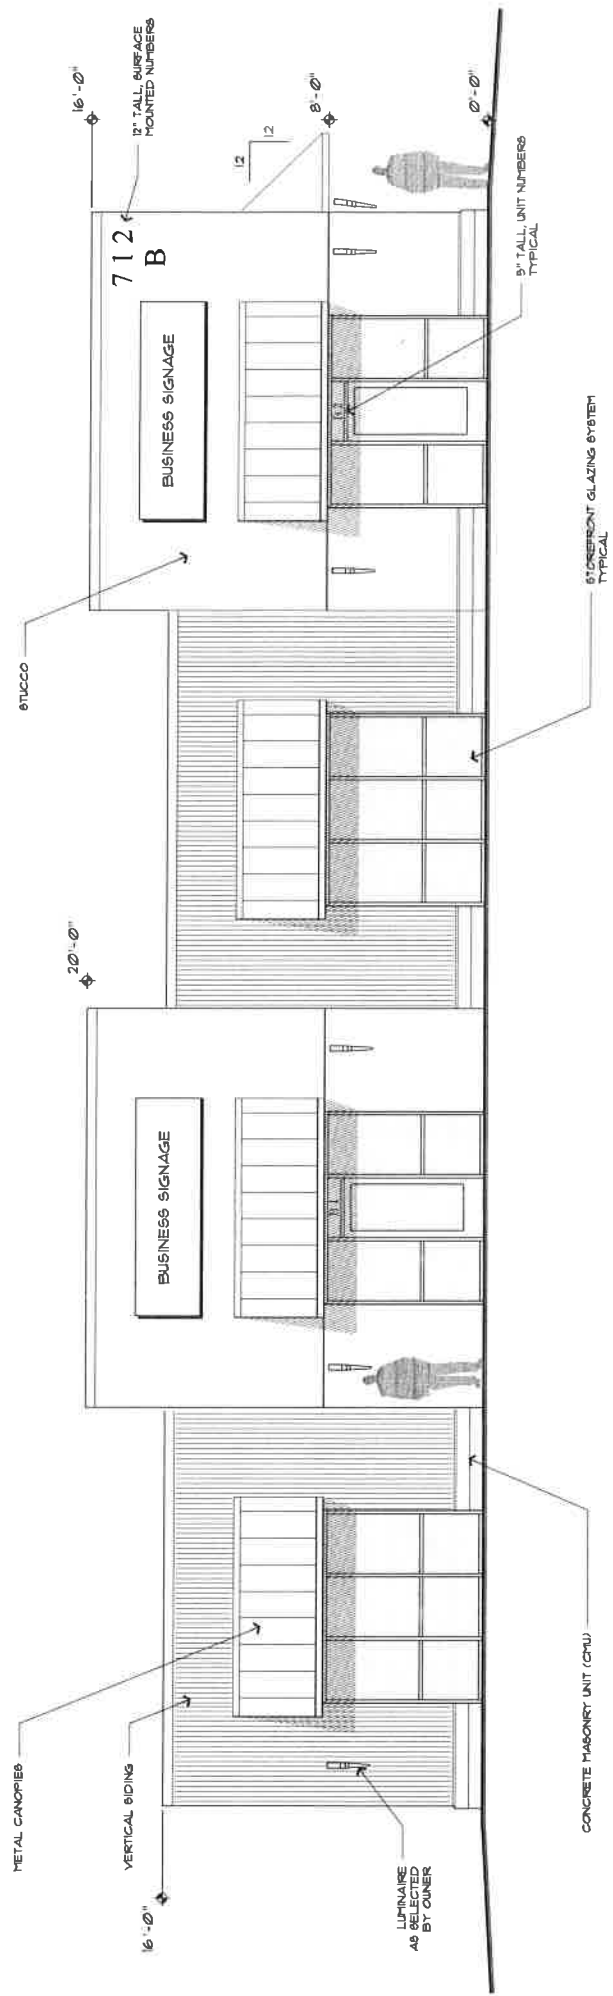 METAL CANOPIES
STUCCO
20'-0"
16'-0"
12" TALL, SURFACE
MOUNTED NUMBERS
712
B
VERTICAL SIDING
BUSINESS SIGNAGE
BUSINESS SIGNAGE
16'-0"
12
12
8'-0"
B 1
LUMINAIRE
AS SELECTED
BY OWNER
0'-0"
5" TALL, UNIT NUMBERS
TYPICAL
CONCRETE MASONRY UNIT (CMU)
STOREFRONT GLAZING SYSTEM
TYPICAL